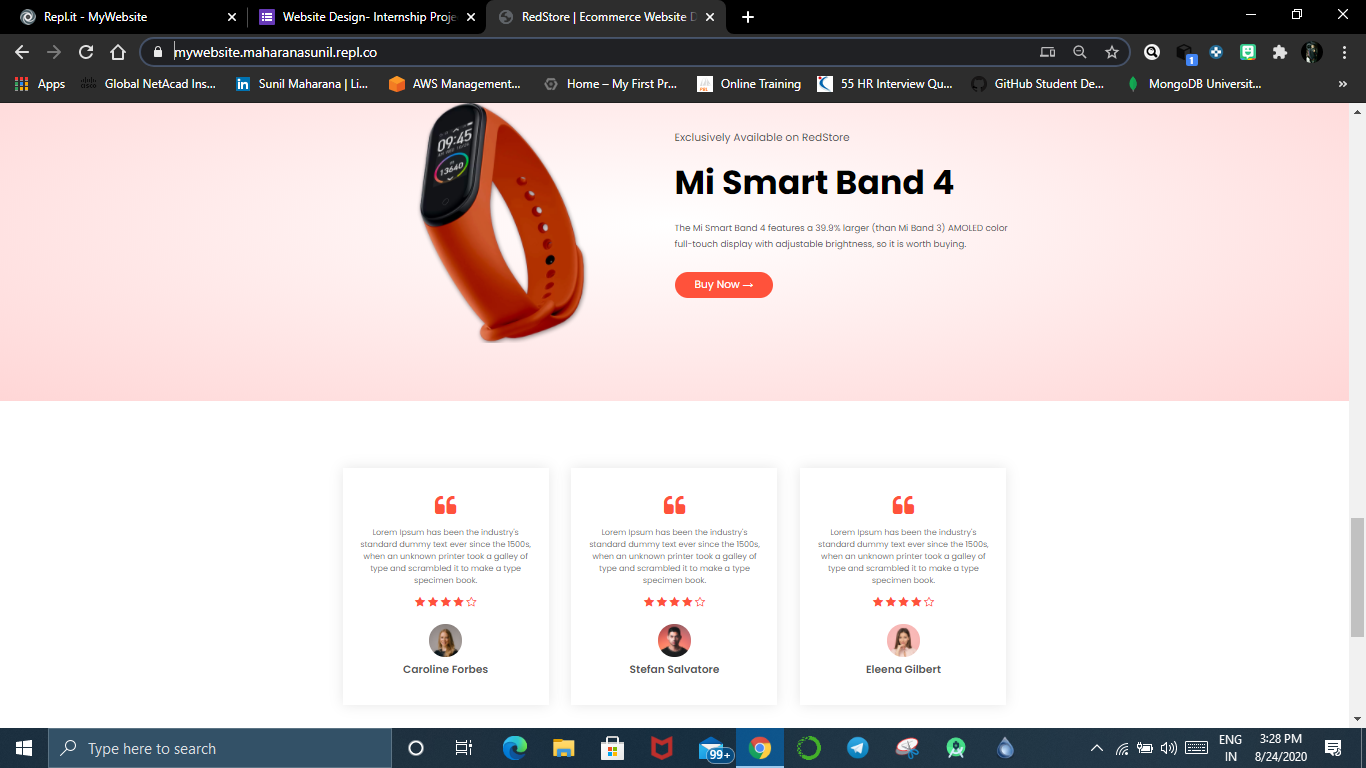 Repl.it - MyWebsite
Website Design- Internship Proje
RedStore | Ecommerce Website D
mywebsite.maharanasunil.repl.co
1
Apps
Global NetAcad Ins...
Sunil Maharana | Li...
AWS Management...
Home – My First Pr...
Online Training
55 HR Interview Qu...
GitHub Student De...
MongoDB Universit...
»
09:45
13640
Exclusively Available on RedStore
Mi Smart Band 4
The Mi Smart Band 4 features a 39.9% larger (than Mi Band 3) AMOLED color
full-touch display with adjustable brightness, so it is worth buying.
Buy Now →
Lorem Ipsum has been the industry's
standard dummy text ever since the 1500s,
when an unknown printer took a galley of
type and scrambled it to make a type
specimen book.
Caroline Forbes
Lorem Ipsum has been the industry's
standard dummy text ever since the 1500s,
when an unknown printer took a galley of
type and scrambled it to make a type
specimen book.
Stefan Salvatore
Lorem Ipsum has been the industry's
standard dummy text ever since the 1500s,
when an unknown printer took a galley of
type and scrambled it to make a type
specimen book.
Eleena Gilbert
Type here to search
99+
ENG
IN
3:28 PM
8/24/2020